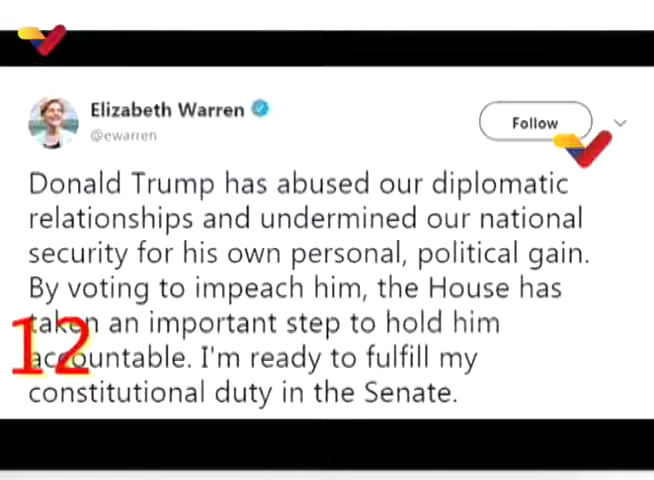 Elizabeth Warren
@ewarren
Follow
Donald Trump has abused our diplomatic
relationships and undermined our national
security for his own personal, political gain.
By voting to impeach him, the House has
taken an important step to hold him
12
accountable. I'm ready to fulfill my
constitutional duty in the Senate.